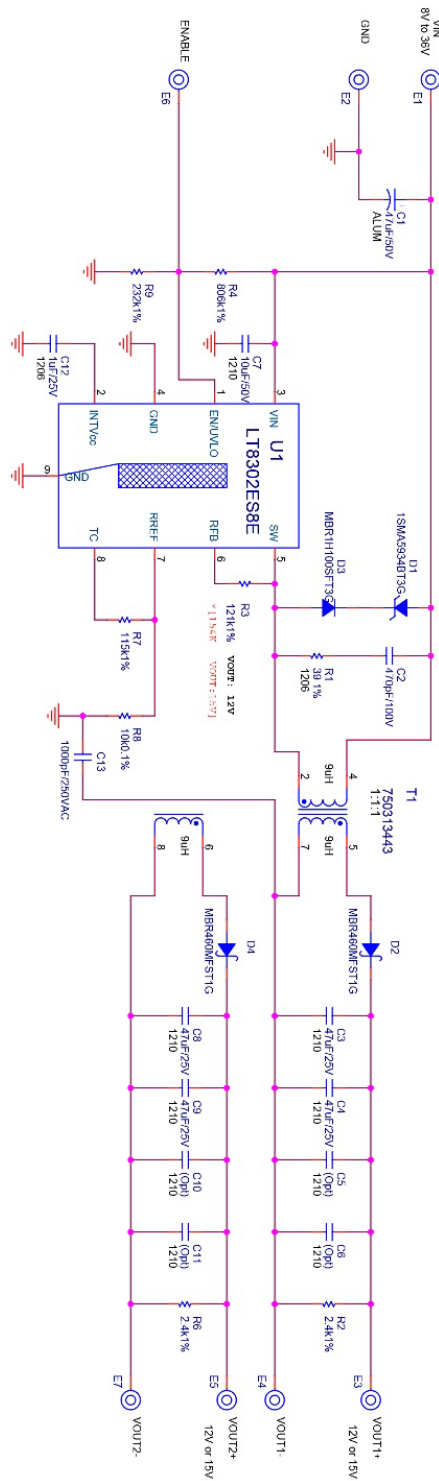 VIN
8V to 36V
E1
GND
E2
ENABLE
E6
C1
47uF/50V
ALUM
R4
806k1%
R9
232k1%
C7
10uF/50V
1210
C12
1uF/25V
1206
3
1
4
2
9
VIN
EN/UVLO
GND
INTVcc
GND
U1
LT8302ES8E
SW
RFB
RREF
TC
5
6
7
8
D1
1SMA5934BT3G
D3
MBR1H100SFT3G
C2
470pF/100V
R1
39 1%
1206
R3
121k1%
VOUT: 12V
*[154K VOUT:15V]
R7
115k1%
R8
10k0.1%
C13
1000pF/250VAC
T1
750313443
1:1:1
4
2
9uH
5
7
9uH
6
8
9uH
D2
MBR460MFST1G
D4
MBR460MFST1G
C3
47uF/25V
1210
C4
47uF/25V
1210
C5
(Opt)
1210
C6
(Opt)
1210
R2
2.4k1%
C8
47uF/25V
1210
C9
47uF/25V
1210
C10
(Opt)
1210
C11
(Opt)
1210
R6
2.4k1%
E3
VOUT1+
12V or 15V
E4
VOUT1-
E5
VOUT2+
12V or 15V
E7
VOUT2-